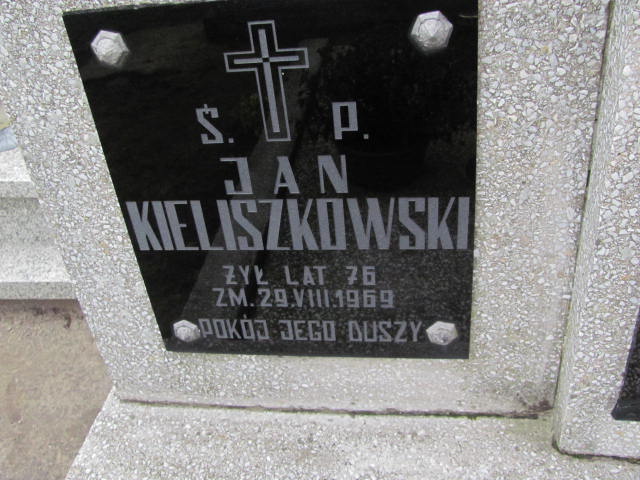 Ś. P.
JAN
KIELISZKOWSKI
ŻYŁ LAT 76
ZM. 29.VIII.1969
POKÓJ JEGO DUSZY